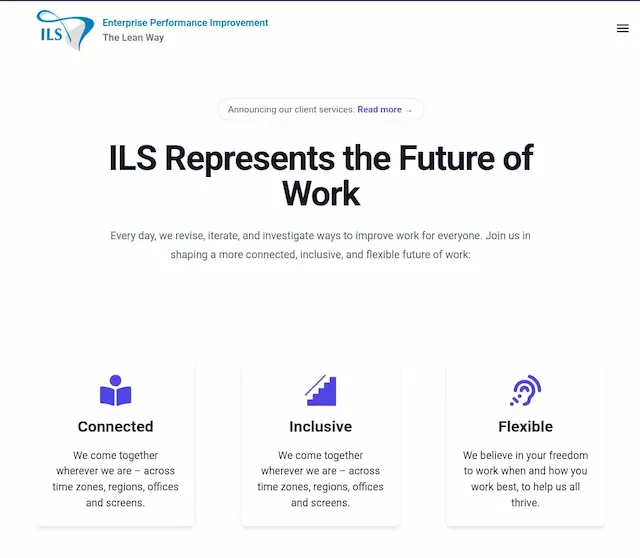 ILS
Enterprise Performance Improvement
The Lean Way
Announcing our client services. Read more →
ILS Represents the Future of
Work
Every day, we revise, iterate, and investigate ways to improve work for everyone. Join us in
shaping a more connected, inclusive, and flexible future of work:
Connected
We come together
wherever we are – across
time zones, regions, offices
and screens.
Inclusive
We come together
wherever we are – across
time zones, regions, offices
and screens.
Flexible
We believe in your freedom
to work when and how you
work best, to help us all
thrive.